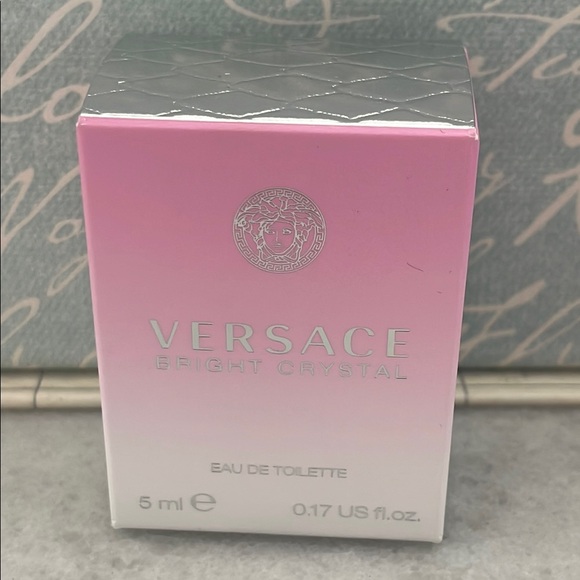 VERSACE
BRIGHT CRYSTAL
EAU DE TOILETTE
5 ml ℮ 0.17 US fl.oz.